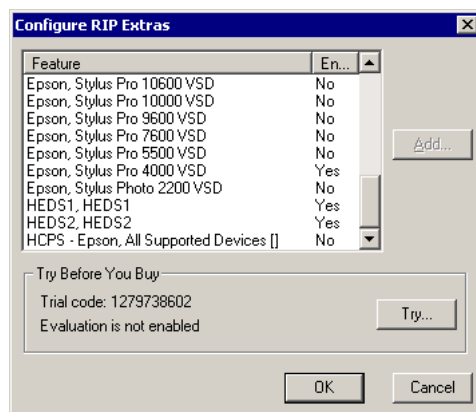 Configure RIP Extras
Feature En...
Epson, Stylus Pro 10600 VSD No
Epson, Stylus Pro 10000 VSD No
Epson, Stylus Pro 9600 VSD No
Epson, Stylus Pro 7600 VSD No
Epson, Stylus Pro 5500 VSD No
Epson, Stylus Pro 4000 VSD Yes
Epson, Stylus Photo 2200 VSD No
HEDS1, HEDS1 Yes
HEDS2, HEDS2 Yes
HCPS - Epson, All Supported Devices [] No
Add...
Try Before You Buy
Trial code: 1279738602
Evaluation is not enabled
Try...
OK Cancel